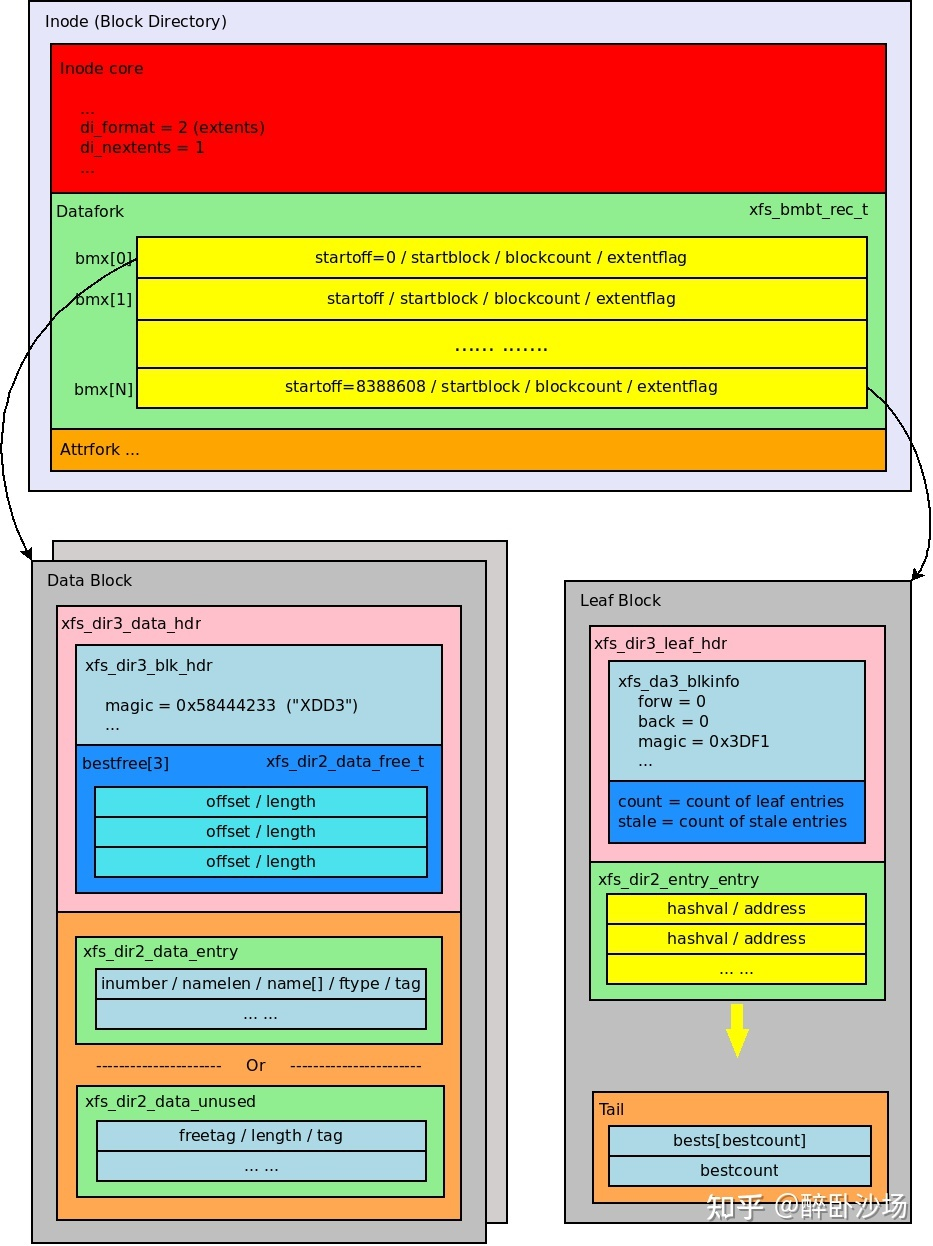 Inode (Block Directory)
Inode core
...
di_format = 2 (extents)
di_nextents = 1
...
Datafork
xfs_bmbt_rec_t
bmx[0]
startoff=0 / startblock / blockcount / extentflag
bmx[1]
startoff / startblock / blockcount / extentflag
...... .......
bmx[N]
startoff=8388608 / startblock / blockcount / extentflag
Attrfork ...
Data Block
xfs_dir3_data_hdr
xfs_dir3_blk_hdr
magic = 0x58444233 ("XDD3")
...
bestfree[3]
xfs_dir2_data_free_t
offset / length
offset / length
offset / length
xfs_dir2_data_entry
inumber / namelen / name[] / ftype / tag
... ...
---------------------- Or -----------------------
xfs_dir2_data_unused
freetag / length / tag
... ...
Leaf Block
xfs_dir3_leaf_hdr
xfs_da3_blkinfo
forw = 0
back = 0
magic = 0x3DF1
...
count = count of leaf entries
stale = count of stale entries
xfs_dir2_entry_entry
hashval / address
hashval / address
... ...
Tail
bests[bestcount]
bestcount
知乎 @醉卧沙场